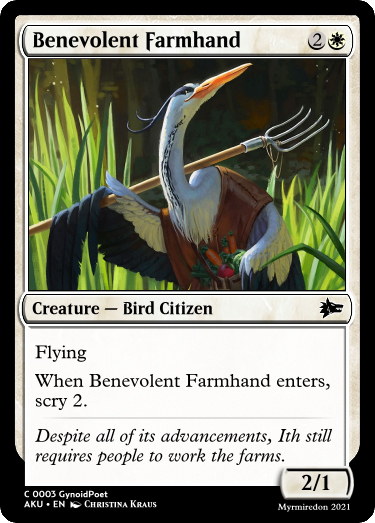 Benevolent Farmhand 2
Creature — Bird Citizen
Flying
When Benevolent Farmhand enters,
scry 2.
Despite all of its advancements, Ith still
requires people to work the farms.
2/1
C 0003 GynoidPoet
AKU • EN Christina Kraus
Myrmiredon 2021